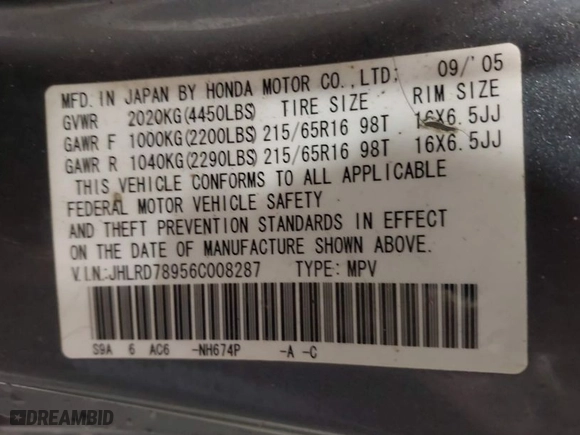 MFD. IN JAPAN BY HONDA MOTOR CO., LTD: 09/'05
GVWR 2020KG(4450LBS) TIRE SIZE RIM SIZE
GAWR F 1000KG(2200LBS) 215/65R16 98T 16X6.5JJ
GAWR R 1040KG(2290LBS) 215/65R16 98T 16X6.5JJ
THIS VEHICLE CONFORMS TO ALL APPLICABLE
FEDERAL MOTOR VEHICLE SAFETY
AND THEFT PREVENTION STANDARDS IN EFFECT
ON THE DATE OF MANUFACTURE SHOWN ABOVE.
V.I.N.:JHLRD78956C008287 TYPE: MPV
S9A 6 AC6 -NH674P -A -C
DREAMBID